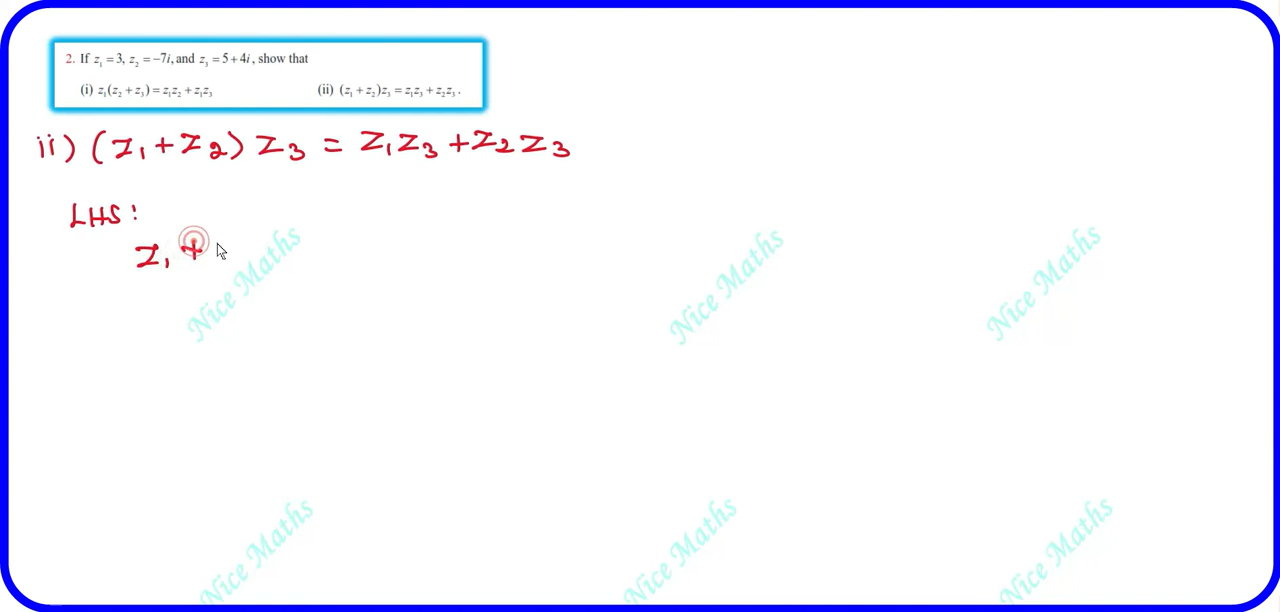 2. If z₁ = 3, z₂ = −7i, and z₃ = 5 + 4i, show that
(i) z₁(z₂ + z₃) = z₁z₂ + z₁z₃ (ii) (z₁ + z₂)z₃ = z₁z₃ + z₂z₃.
ii) (z₁ + z₂) z₃ = z₁z₃ + z₂z₃
LHS:
z₁ +
Nice Maths
Nice Maths
Nice Maths
Nice Maths
Nice Maths
Nice Maths